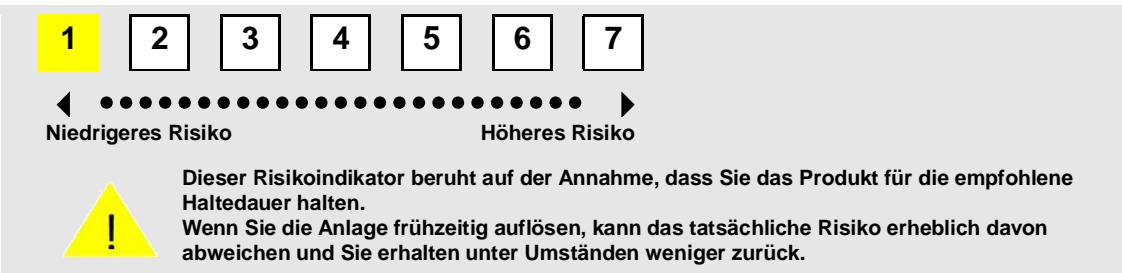 1 2 3 4 5 6 7
Niedrigeres Risiko Höheres Risiko
Dieser Risikoindikator beruht auf der Annahme, dass Sie das Produkt für die empfohlene
Haltedauer halten.
Wenn Sie die Anlage frühzeitig auflösen, kann das tatsächliche Risiko erheblich davon
abweichen und Sie erhalten unter Umständen weniger zurück.